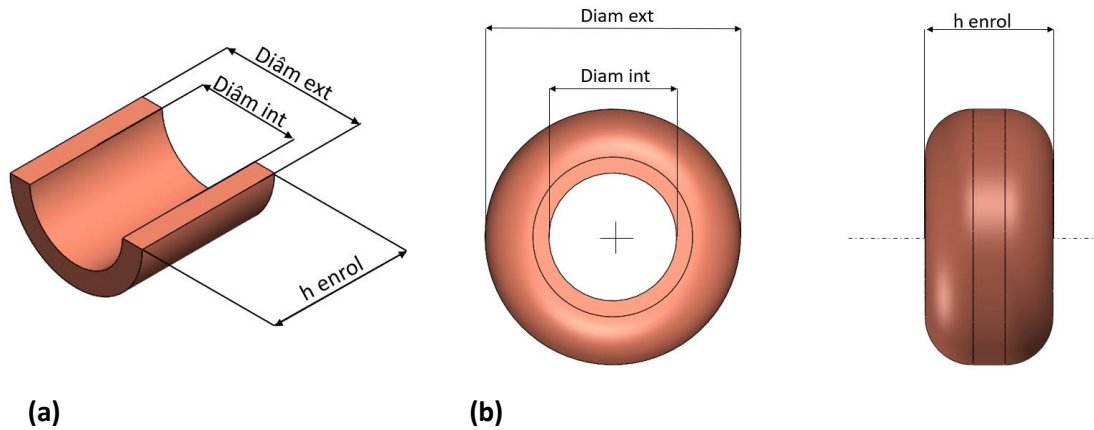 Diâm ext
Diâm int
h enrol
(a)
Diam ext
Diam int
h enrol
(b)